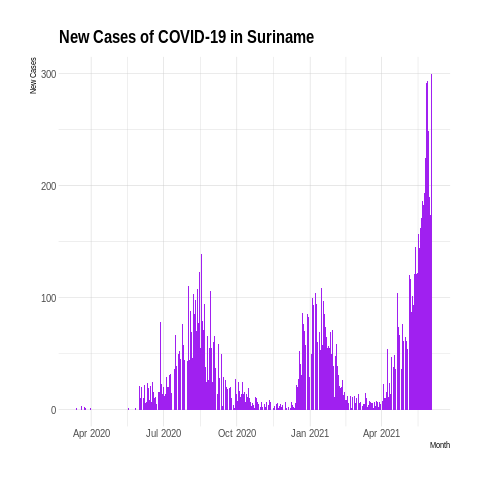 New Cases of COVID-19 in Suriname
New Cases
300
200
100
0
Apr 2020 Jul 2020 Oct 2020 Jan 2021 Apr 2021
Month